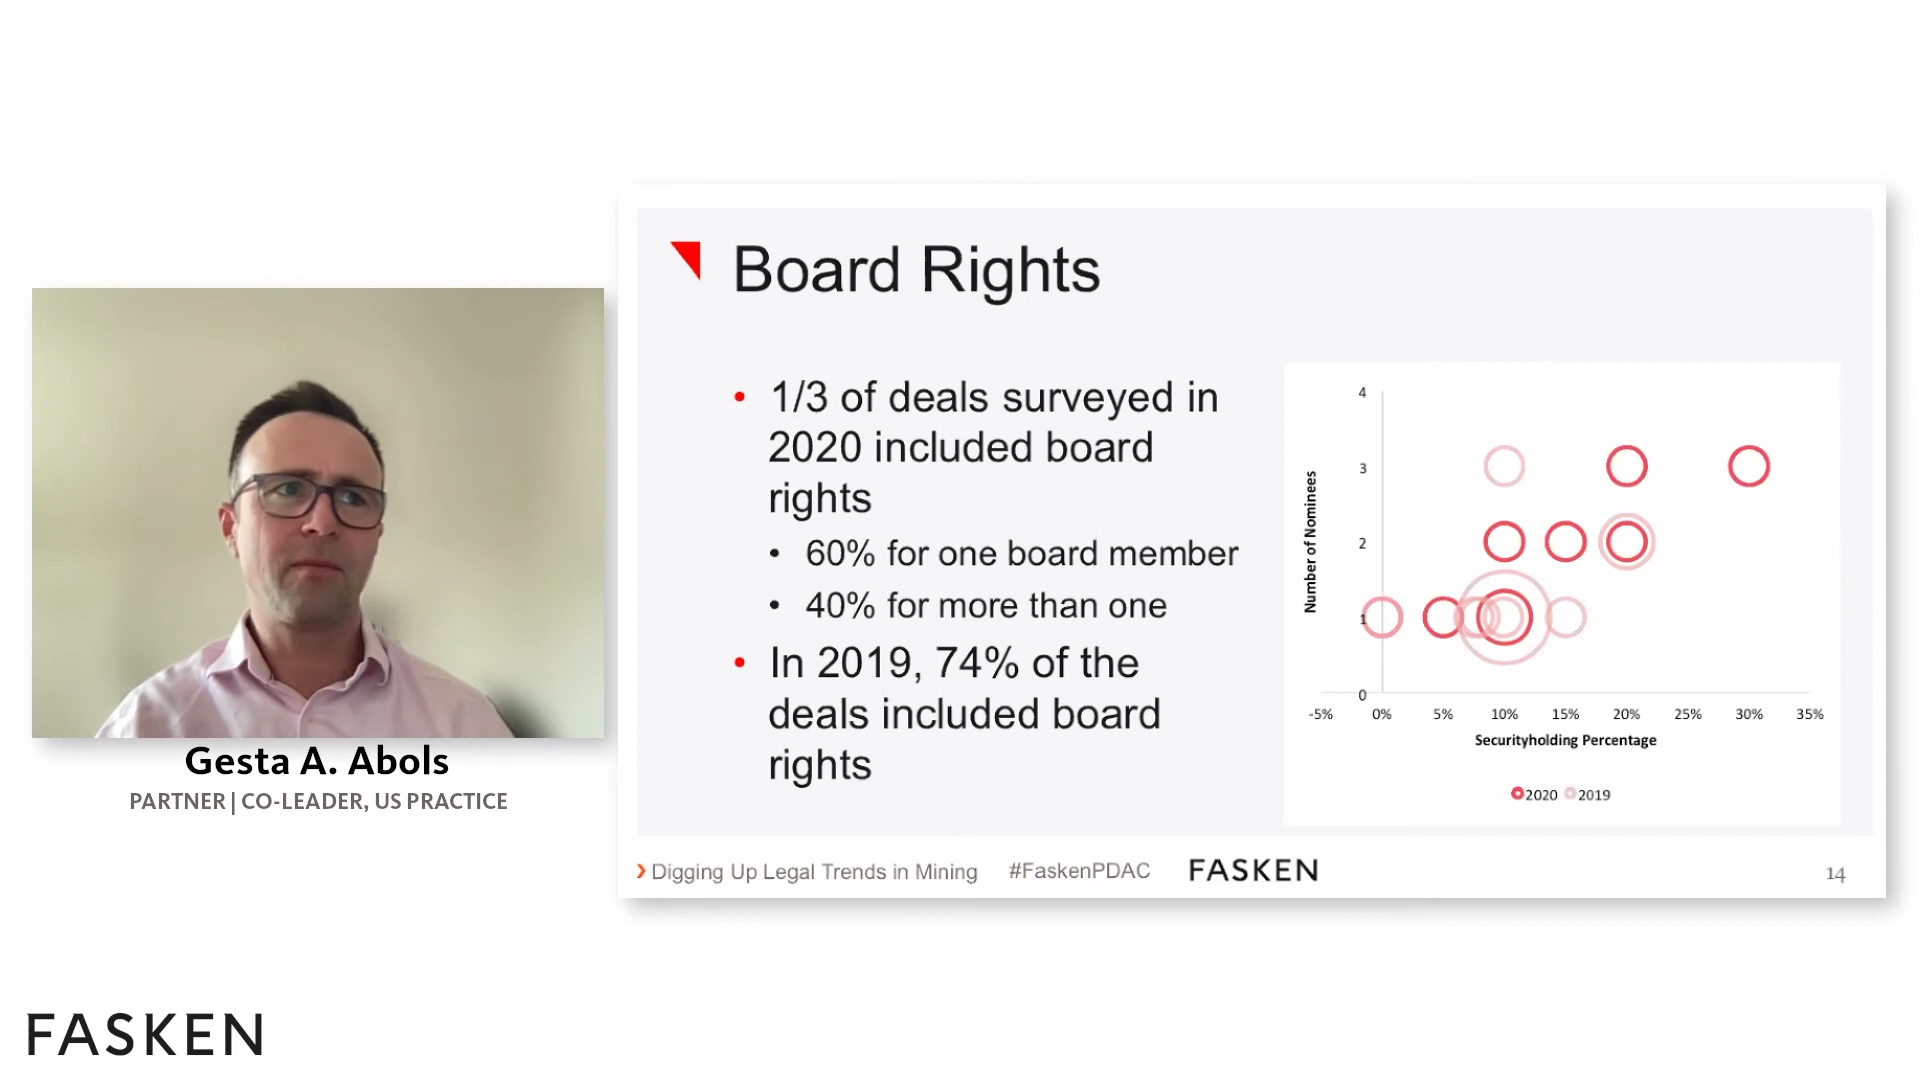 Board Rights
• 1/3 of deals surveyed in
2020 included board
rights
• 60% for one board member
• 40% for more than one
• In 2019, 74% of the
deals included board
rights
Number of Nominees
4
3
2
1
0
-5% 0% 5% 10% 15% 20% 25% 30% 35%
Securityholding Percentage
2020 2019
Gesta A. Abols
PARTNER | CO-LEADER, US PRACTICE
› Digging Up Legal Trends in Mining #FaskenPDAC FASKEN 14
FASKEN